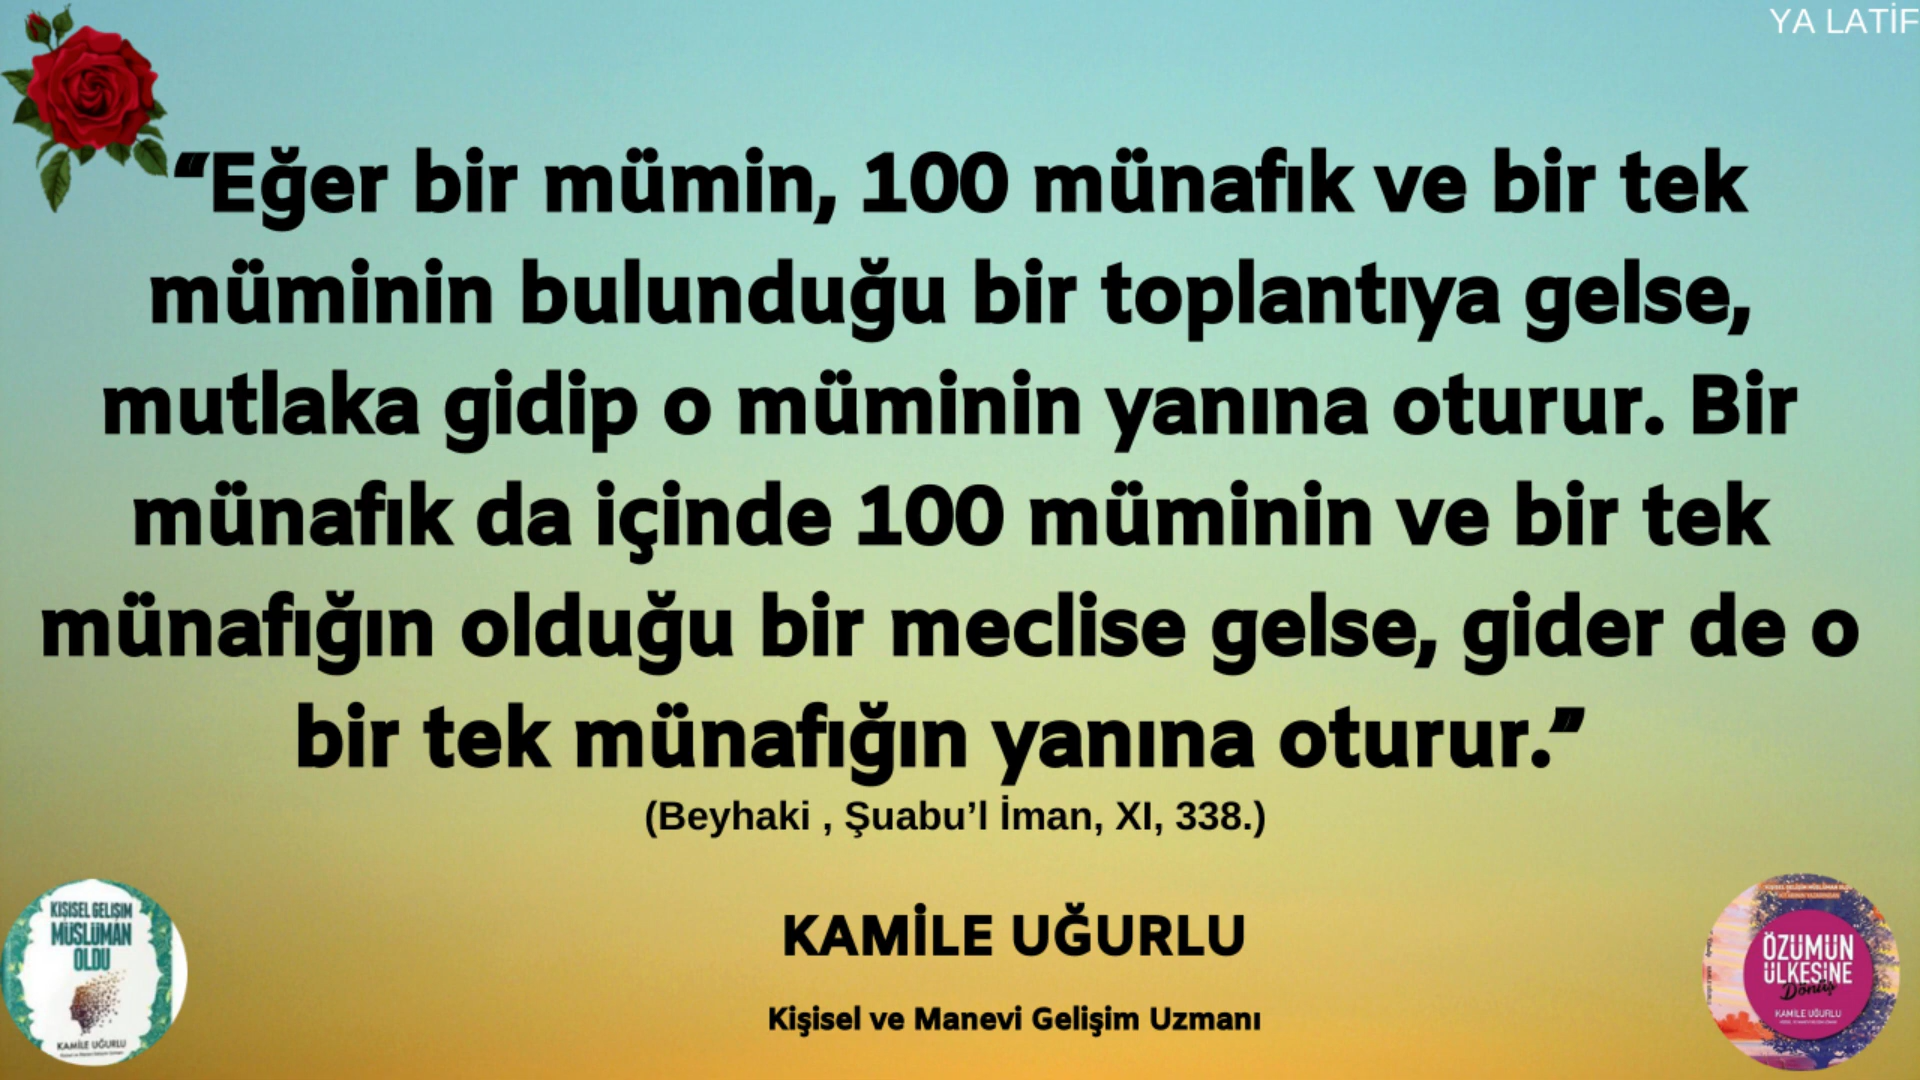 YA LATİF
“Eğer bir mümin, 100 münafık ve bir tek
müminin bulunduğu bir toplantıya gelse,
mutlaka gidip o müminin yanına oturur. Bir
münafık da içinde 100 müminin ve bir tek
münafığın olduğu bir meclise gelse, gider de o
bir tek münafığın yanına oturur.”
(Beyhaki , Şuabu’l İman, XI, 338.)
KAMİLE UĞURLU
Kişisel ve Manevi Gelişim Uzmanı
KİŞİSEL GELİŞİM
MÜSLÜMAN
OLDU
KAMİLE UĞURLU
ÖZÜMÜN
ÜLKESİNE
Dönüş
KAMİLE UĞURLU